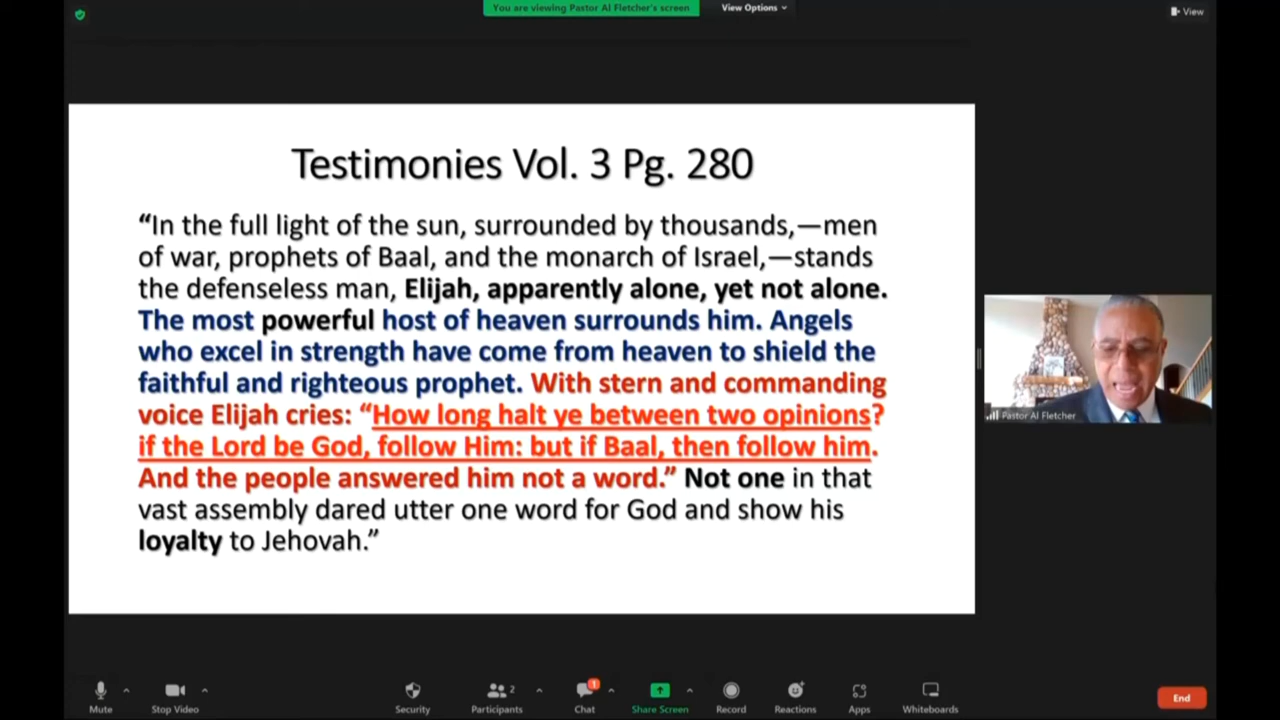 You are viewing Pastor Al Fletcher's screen
View Options
View
Testimonies Vol. 3 Pg. 280
“In the full light of the sun, surrounded by thousands,—men
of war, prophets of Baal, and the monarch of Israel,—stands
the defenseless man, Elijah, apparently alone, yet not alone.
The most powerful host of heaven surrounds him. Angels
who excel in strength have come from heaven to shield the
faithful and righteous prophet. With stern and commanding
voice Elijah cries: “How long halt ye between two opinions?
if the Lord be God, follow Him: but if Baal, then follow him.
And the people answered him not a word.” Not one in that
vast assembly dared utter one word for God and show his
loyalty to Jehovah.”
Pastor Al Fletcher
Mute
Stop Video
Security
Participants 2
Chat 1
Share Screen
Record
Reactions
Apps
Whiteboards
End